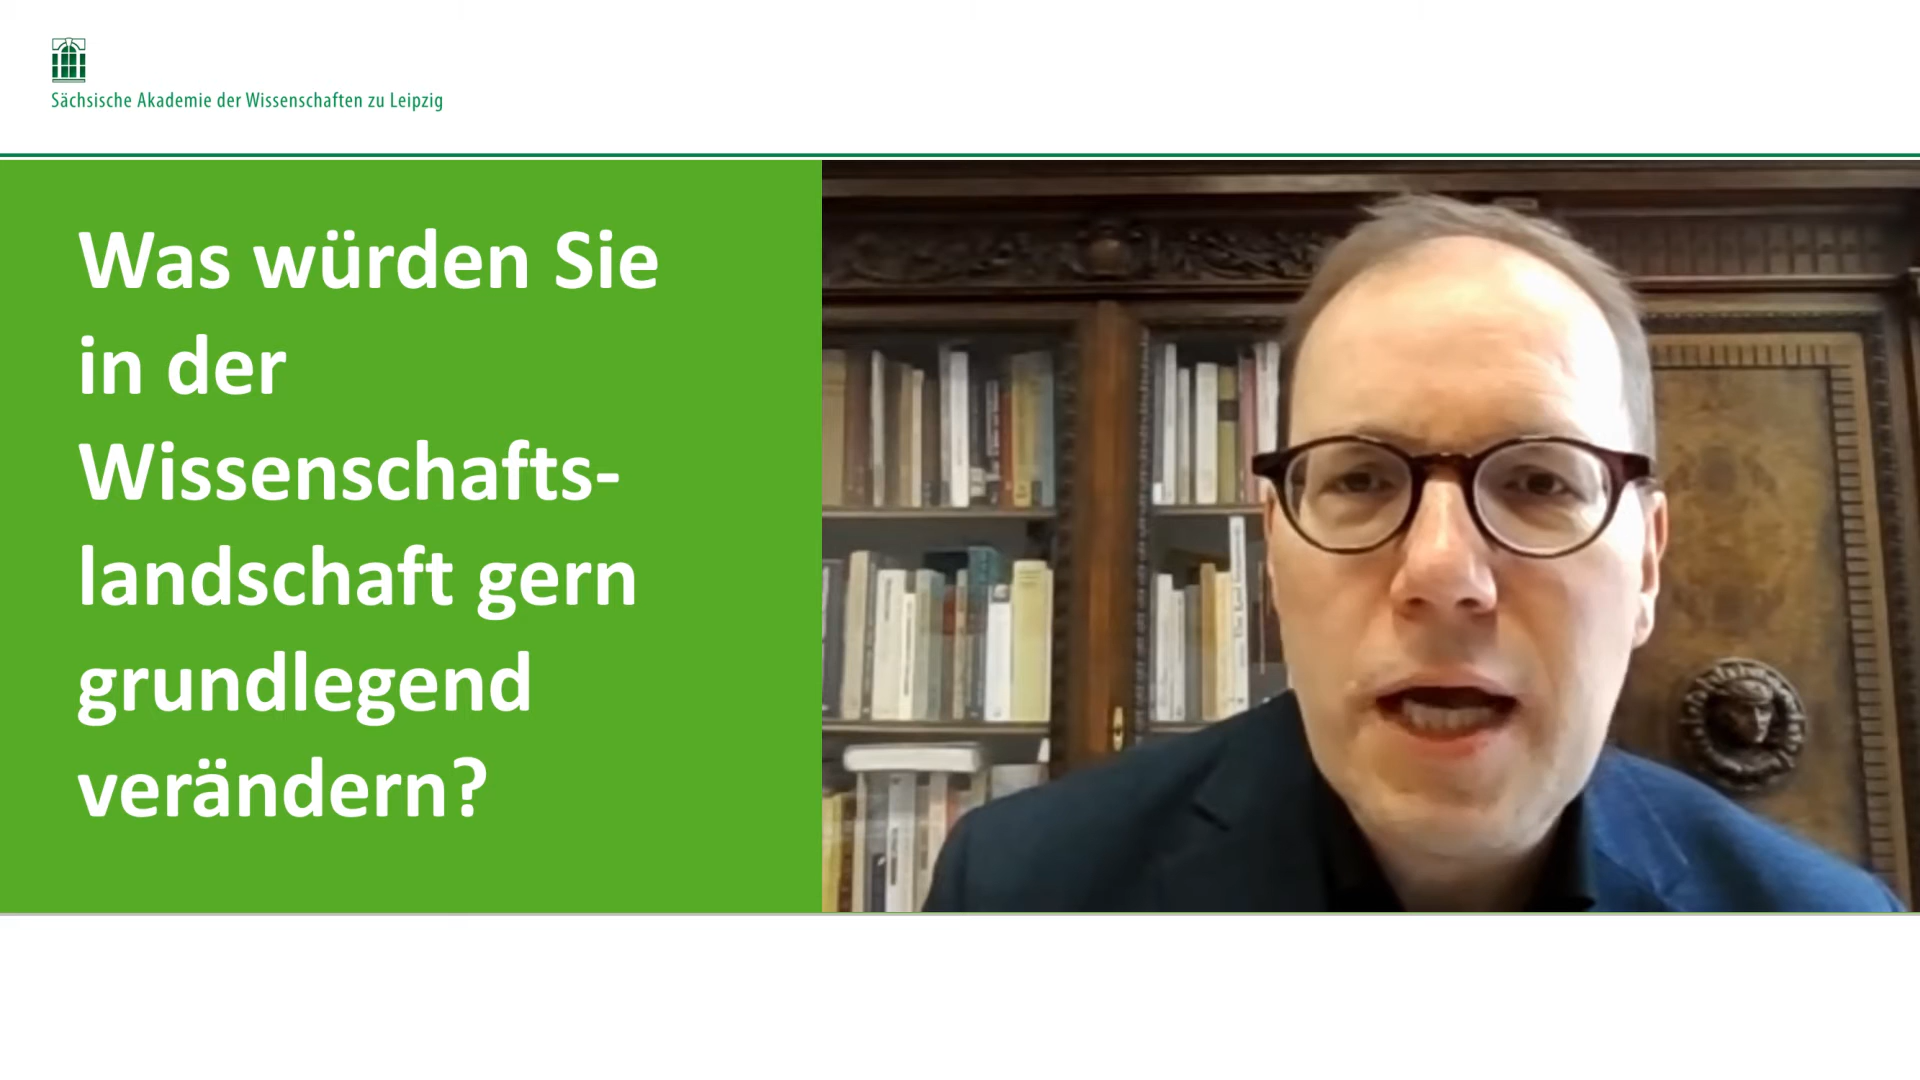 Sächsische Akademie der Wissenschaften zu Leipzig
Was würden Sie
in der
Wissenschafts-
landschaft gern
grundlegend
verändern?